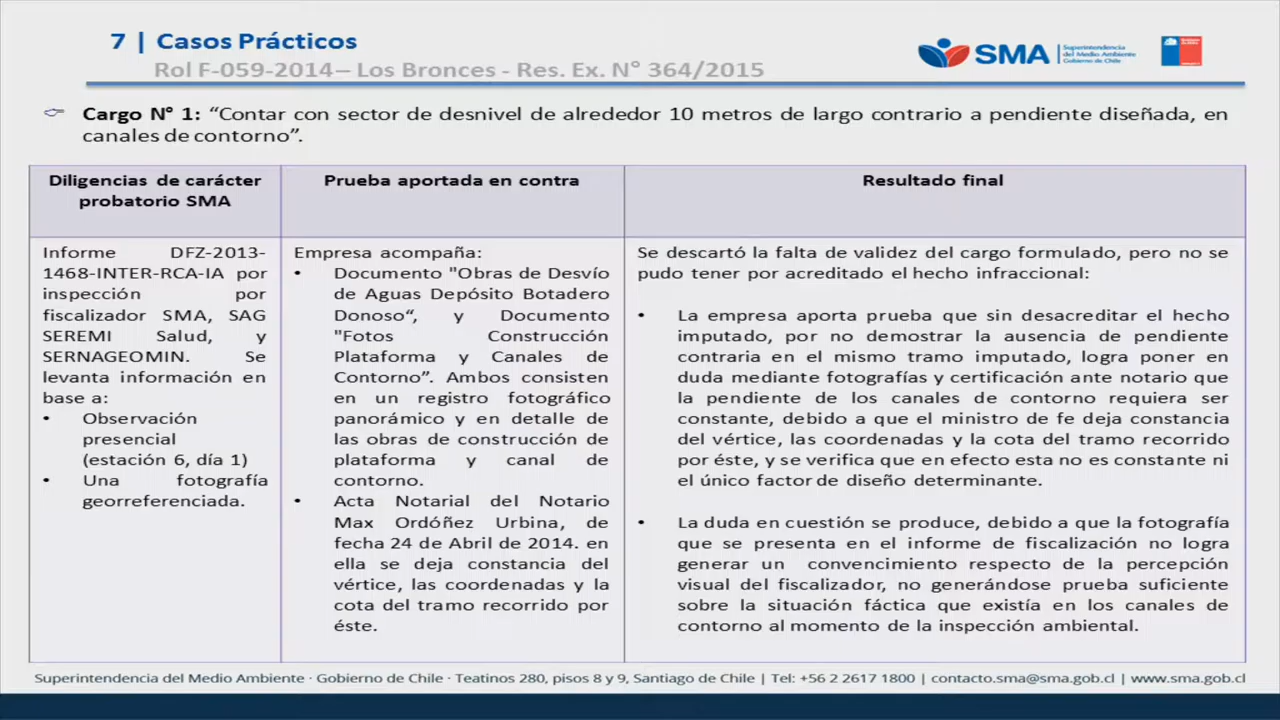 7 | Casos Prácticos
Rol F-059-2014– Los Bronces - Res. Ex. N° 364/2015
SMA
Superintendencia
del Medio Ambiente
Gobierno de Chile
Cargo N° 1: “Contar con sector de desnivel de alrededor 10 metros de largo contrario a pendiente diseñada, en
canales de contorno”.
Diligencias de carácter
probatorio SMA
Prueba aportada en contra
Resultado final
Informe DFZ-2013-
1468-INTER-RCA-IA por
inspección por
fiscalizador SMA, SAG
SEREMI Salud, y
SERNAGEOMIN. Se
levanta información en
base a:
• Observación
presencial
(estación 6, día 1)
• Una fotografía
georreferenciada.
Empresa acompaña:
• Documento "Obras de Desvío
de Aguas Depósito Botadero
Donoso“, y Documento
"Fotos Construcción
Plataforma y Canales de
Contorno”. Ambos consisten
en un registro fotográfico
panorámico y en detalle de
las obras de construcción de
plataforma y canal de
contorno.
• Acta Notarial del Notario
Max Ordóñez Urbina, de
fecha 24 de Abril de 2014. en
ella se deja constancia del
vértice, las coordenadas y la
cota del tramo recorrido por
éste.
Se descartó la falta de validez del cargo formulado, pero no se
pudo tener por acreditado el hecho infraccional:
• La empresa aporta prueba que sin desacreditar el hecho
imputado, por no demostrar la ausencia de pendiente
contraria en el mismo tramo imputado, logra poner en
duda mediante fotografías y certificación ante notario que
la pendiente de los canales de contorno requiera ser
constante, debido a que el ministro de fe deja constancia
del vértice, las coordenadas y la cota del tramo recorrido
por éste, y se verifica que en efecto esta no es constante ni
el único factor de diseño determinante.
• La duda en cuestión se produce, debido a que la fotografía
que se presenta en el informe de fiscalización no logra
generar un convencimiento respecto de la percepción
visual del fiscalizador, no generándose prueba suficiente
sobre la situación fáctica que existía en los canales de
contorno al momento de la inspección ambiental.
Superintendencia del Medio Ambiente · Gobierno de Chile · Teatinos 280, pisos 8 y 9, Santiago de Chile | Tel: +56 2 2617 1800 | contacto.sma@sma.gob.cl | www.sma.gob.cl